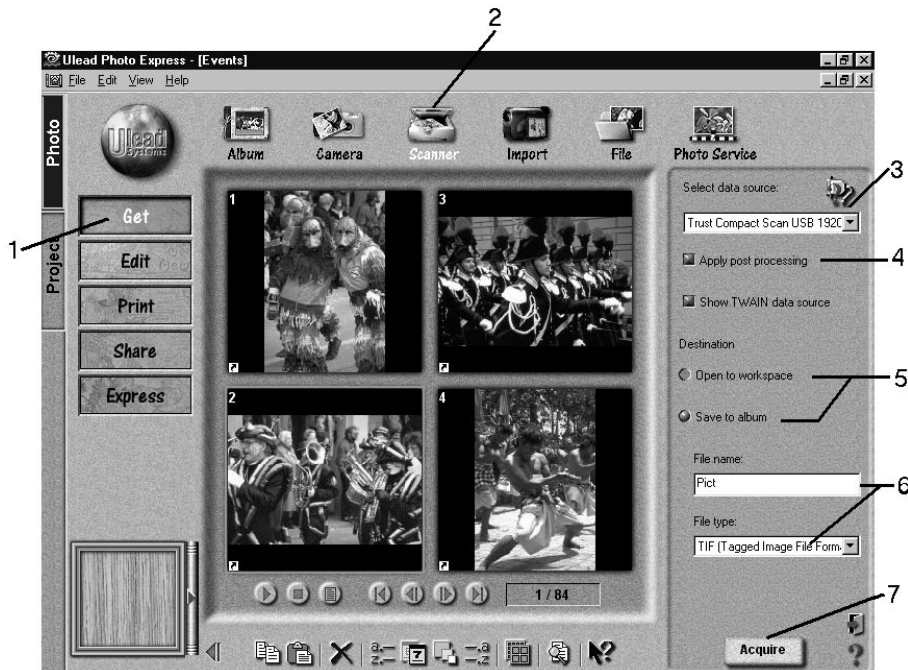 2
Ulead Photo Express - [Events]
File Edit View Help
Photo
Project
Ulead
Systems
Album Camera Scanner Import File Photo Service
1
Get
Edit
Print
Share
Express
1
3
2
4
1 / 84
Select data source:
3
Trust Compact Scan USB 192
Apply post processing
4
Show TWAIN data source
Destination
Open to workspace
5
Save to album
File name:
Pict
6
File type:
TIF (Tagged Image File Form
7
Acquire